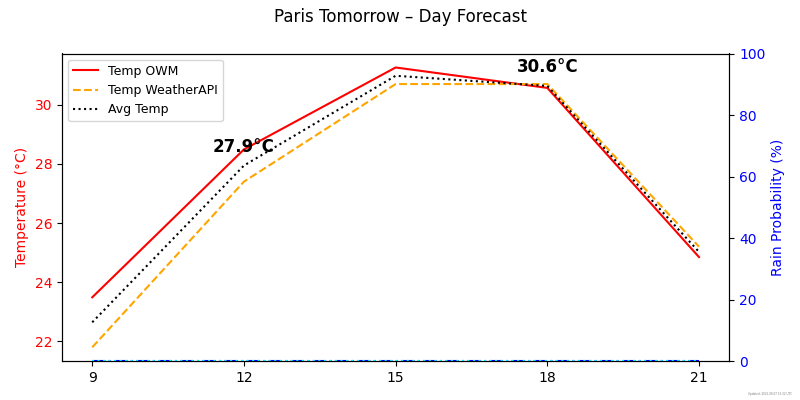 Paris Tomorrow – Day Forecast
Temp OWM
Temp WeatherAPI
Avg Temp
27.9°C
30.6°C
Temperature (°C)
30
28
26
24
22
Rain Probability (%)
100
80
60
40
20
0
9 12 15 18 21